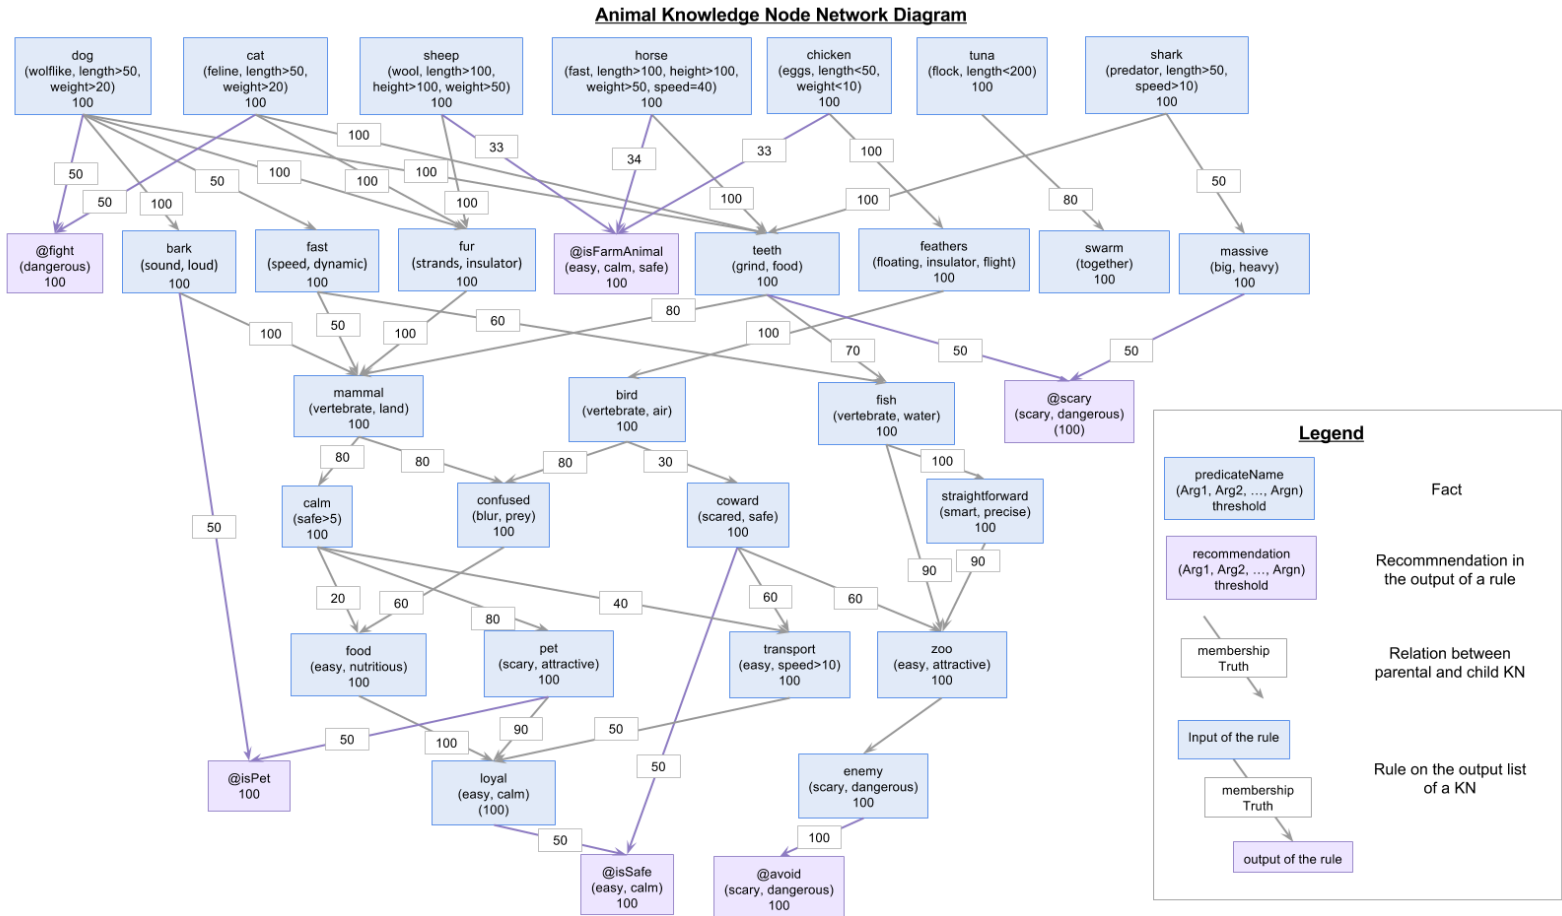 Animal Knowledge Node Network Diagram
dog
(wolflike, length>50,
weight>20)
100
cat
(feline, length>50,
weight>20)
100
sheep
(wool, length>100,
height>100, weight>50)
100
horse
(fast, length>100, height>100,
weight>50, speed=40)
100
chicken
(eggs, length<50,
weight<10)
100
tuna
(flock, length<200)
100
shark
(predator, length>50,
speed>10)
100
50
50
100
50
100
100
100
100
100
33
34
100
33
100
100
80
50
@fight
(dangerous)
100
bark
(sound, loud)
100
fast
(speed, dynamic)
100
fur
(strands, insulator)
100
@isFarmAnimal
(easy, calm, safe)
100
teeth
(grind, food)
100
feathers
(floating, insulator, flight)
100
swarm
(together)
100
massive
(big, heavy)
100
100
50
100
60
80
100
70
50
50
mammal
(vertebrate, land)
100
bird
(vertebrate, air)
100
fish
(vertebrate, water)
100
@scary
(scary, dangerous)
(100)
80
80
80
30
100
calm
(safe>5)
100
confused
(blur, prey)
100
coward
(scared, safe)
100
straightforward
(smart, precise)
100
50
20
60
80
40
60
60
90
90
food
(easy, nutritious)
100
pet
(scary, attractive)
100
transport
(easy, speed>10)
100
zoo
(easy, attractive)
100
50
100
90
50
50
@isPet
100
loyal
(easy, calm)
(100)
enemy
(scary, dangerous)
100
50
100
@isSafe
(easy, calm)
100
@avoid
(scary, dangerous)
100
Legend
predicateName
(Arg1, Arg2, …, Argn)
threshold
Fact
recommendation
(Arg1, Arg2, …, Argn)
threshold
Recommnendation in
the output of a rule
membership
Truth
Relation between
parental and child KN
Input of the rule
membership
Truth
output of the rule
Rule on the output list
of a KN